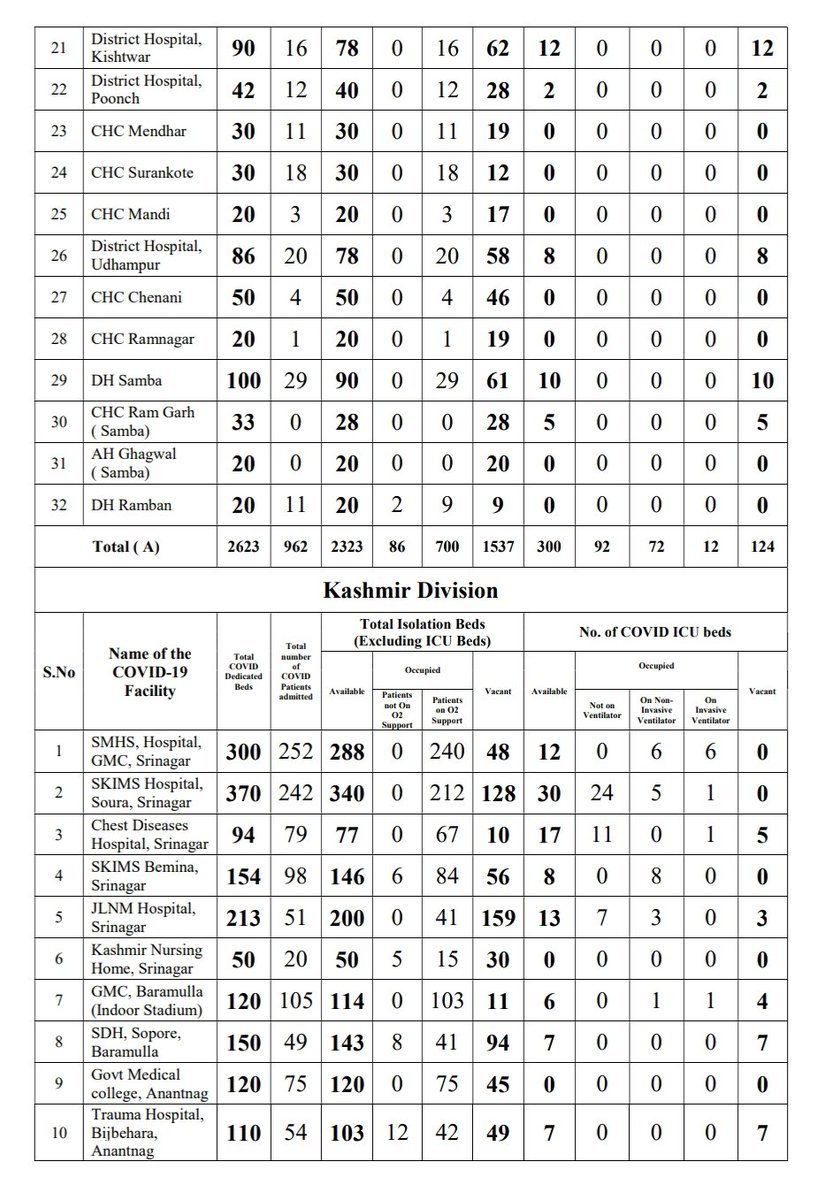 21 District Hospital, Kishtwar 90 16 78 0 16 62 12 0 0 0 12
22 District Hospital, Poonch 42 12 40 0 12 28 2 0 0 0 2
23 CHC Mendhar 30 11 30 0 11 19 0 0 0 0 0
24 CHC Surankote 30 18 30 0 18 12 0 0 0 0 0
25 CHC Mandi 20 3 20 0 3 17 0 0 0 0 0
26 District Hospital, Udhampur 86 20 78 0 20 58 8 0 0 0 8
27 CHC Chenani 50 4 50 0 4 46 0 0 0 0 0
28 CHC Ramnagar 20 1 20 0 1 19 0 0 0 0 0
29 DH Samba 100 29 90 0 29 61 10 0 0 0 10
30 CHC Ram Garh ( Samba) 33 0 28 0 0 28 5 0 0 0 5
31 AH Ghagwal ( Samba) 20 0 20 0 0 20 0 0 0 0 0
32 DH Ramban 20 11 20 2 9 9 0 0 0 0 0
Total ( A) 2623 962 2323 86 700 1537 300 92 72 12 124
Kashmir Division
S.No
Name of the COVID-19 Facility
Total COVID Dedicated Beds
Total number of COVID Patients admitted
Total Isolation Beds (Excluding ICU Beds)
No. of COVID ICU beds
Available
Occupied
Patients not On O2 Support
Patients on O2 Support
Vacant
Available
Occupied
Not on Ventilator
On Non-Invasive Ventilator
On Invasive Ventilator
Vacant
1 SMHS, Hospital, GMC, Srinagar 300 252 288 0 240 48 12 0 6 6 0
2 SKIMS Hospital, Soura, Srinagar 370 242 340 0 212 128 30 24 5 1 0
3 Chest Diseases Hospital, Srinagar 94 79 77 0 67 10 17 11 0 1 5
4 SKIMS Bemina, Srinagar 154 98 146 6 84 56 8 0 8 0 0
5 JLNM Hospital, Srinagar 213 51 200 0 41 159 13 7 3 0 3
6 Kashmir Nursing Home, Srinagar 50 20 50 5 15 30 0 0 0 0 0
7 GMC, Baramulla (Indoor Stadium) 120 105 114 0 103 11 6 0 1 1 4
8 SDH, Sopore, Baramulla 150 49 143 8 41 94 7 0 0 0 7
9 Govt Medical college, Anantnag 120 75 120 0 75 45 0 0 0 0 0
10 Trauma Hospital, Bijbehara, Anantnag 110 54 103 12 42 49 7 0 0 0 7